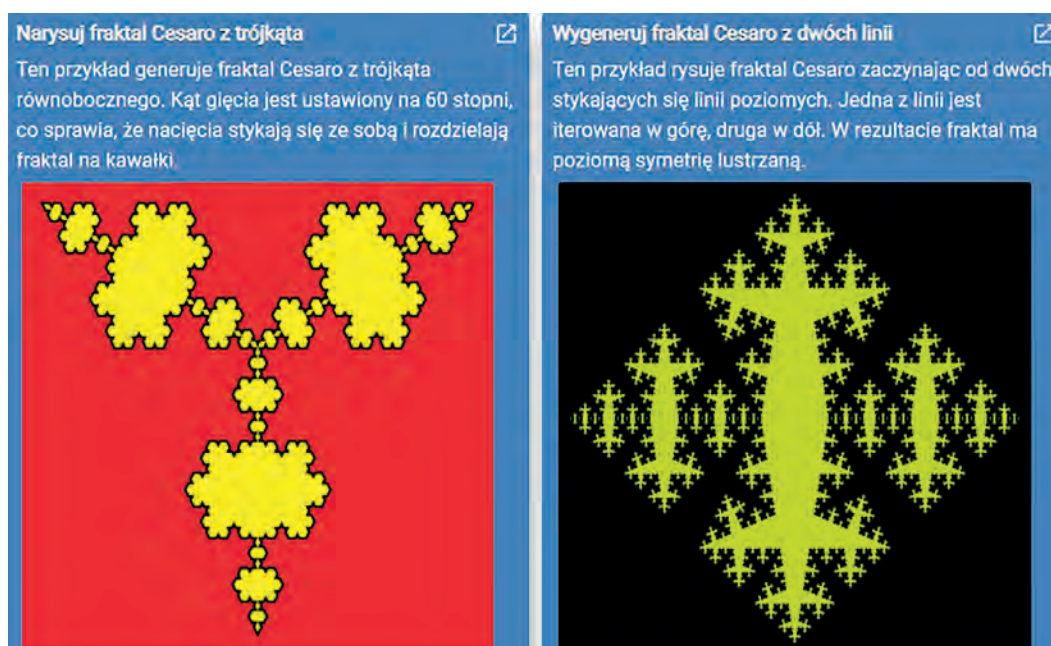 Narysuj fraktal Cesaro z trójkąta
Ten przykład generuje fraktal Cesaro z trójkąta
równobocznego. Kąt gięcia jest ustawiony na 60 stopni,
co sprawia, że nacięcia stykają się ze sobą i rozdzielają
fraktal na kawałki.
Wygeneruj fraktal Cesaro z dwóch linii
Ten przykład rysuje fraktal Cesaro zaczynając od dwóch
stykających się linii poziomych. Jedna z linii jest
iterowana w górę, druga w dół. W rezultacie fraktal ma
poziomą symetrię lustrzaną.